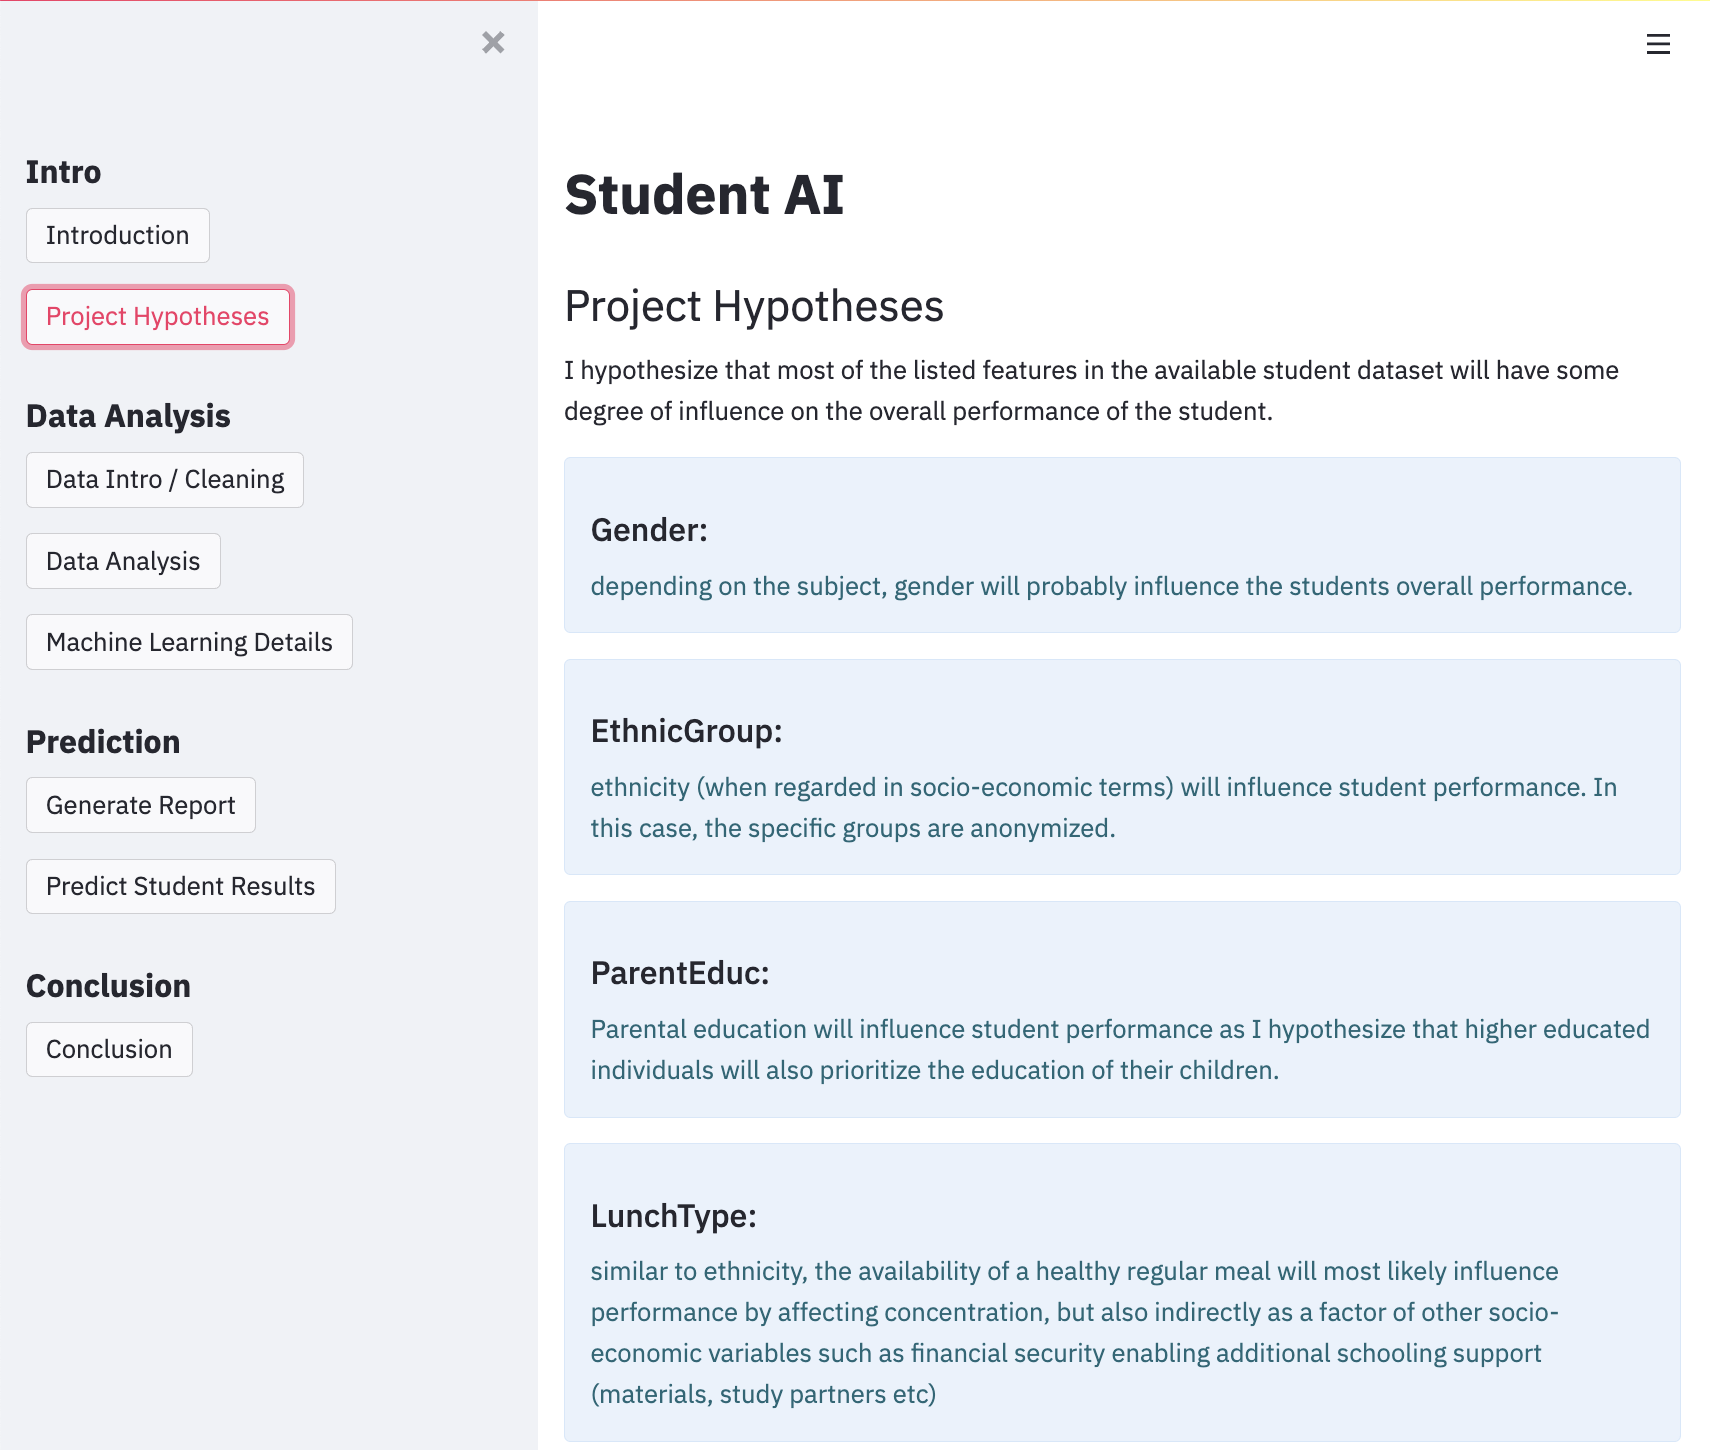 Intro
Introduction
Project Hypotheses
Data Analysis
Data Intro / Cleaning
Data Analysis
Machine Learning Details
Prediction
Generate Report
Predict Student Results
Conclusion
Conclusion
Student AI
Project Hypotheses
I hypothesize that most of the listed features in the available student dataset will have some
degree of influence on the overall performance of the student.
Gender:
depending on the subject, gender will probably influence the students overall performance.
EthnicGroup:
ethnicity (when regarded in socio-economic terms) will influence student performance. In
this case, the specific groups are anonymized.
ParentEduc:
Parental education will influence student performance as I hypothesize that higher educated
individuals will also prioritize the education of their children.
LunchType:
similar to ethnicity, the availability of a healthy regular meal will most likely influence
performance by affecting concentration, but also indirectly as a factor of other socio-
economic variables such as financial security enabling additional schooling support
(materials, study partners etc)